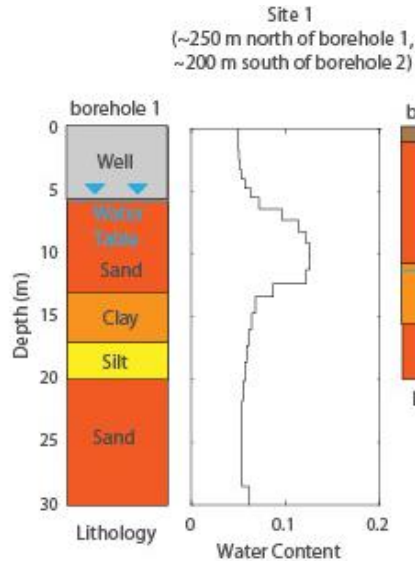 Site 1
(~250 m north of borehole 1,
~200 m south of borehole 2)
borehole 1
b
0
5
10
15
20
25
30
Depth (m)
Well
Water
Table
Sand
Clay
Silt
Sand
Lithology
0
0.1
0.2
Water Content